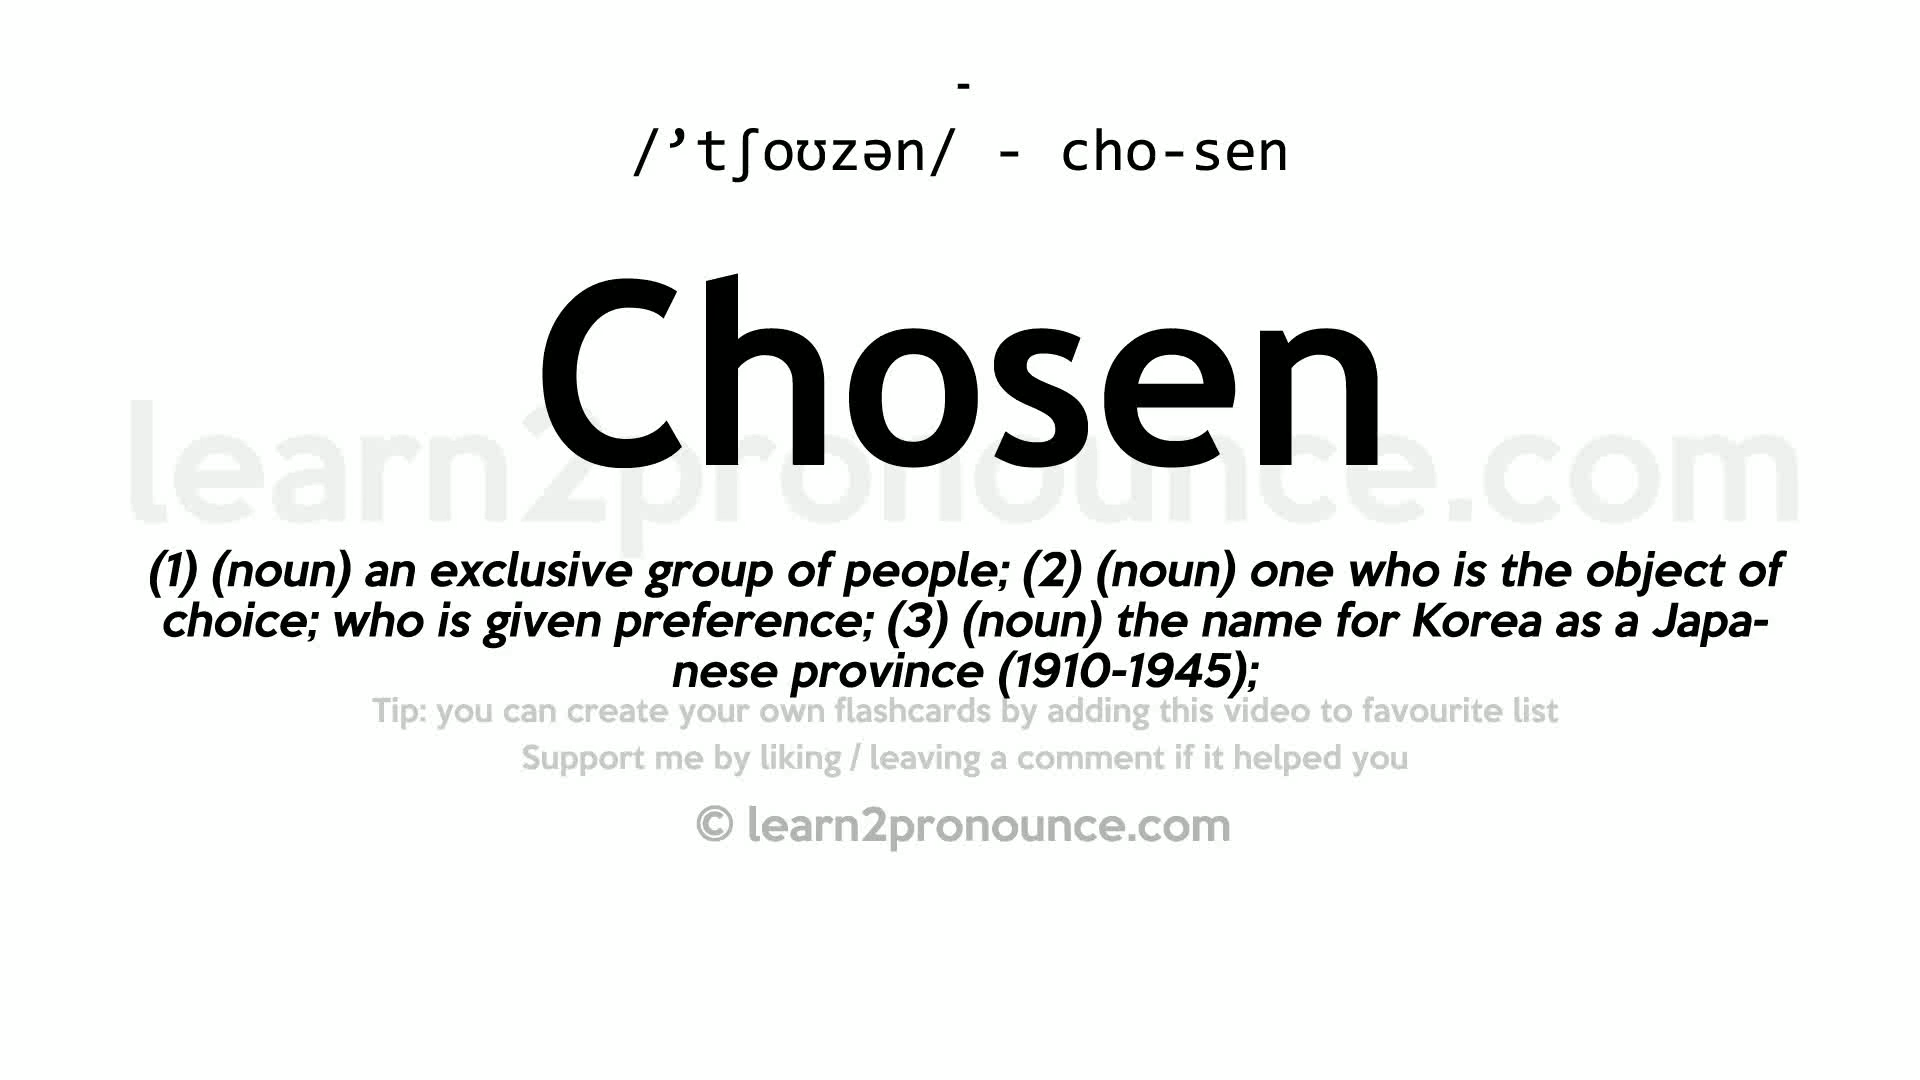 -
/’tʃoʊzən/ - cho-sen
Chosen
learn2pronounce.com
(1) (noun) an exclusive group of people; (2) (noun) one who is the object of
choice; who is given preference; (3) (noun) the name for Korea as a Japa-
nese province (1910-1945);
Tip: you can create your own flashcards by adding this video to favourite list
Support me by liking / leaving a comment if it helped you
© learn2pronounce.com